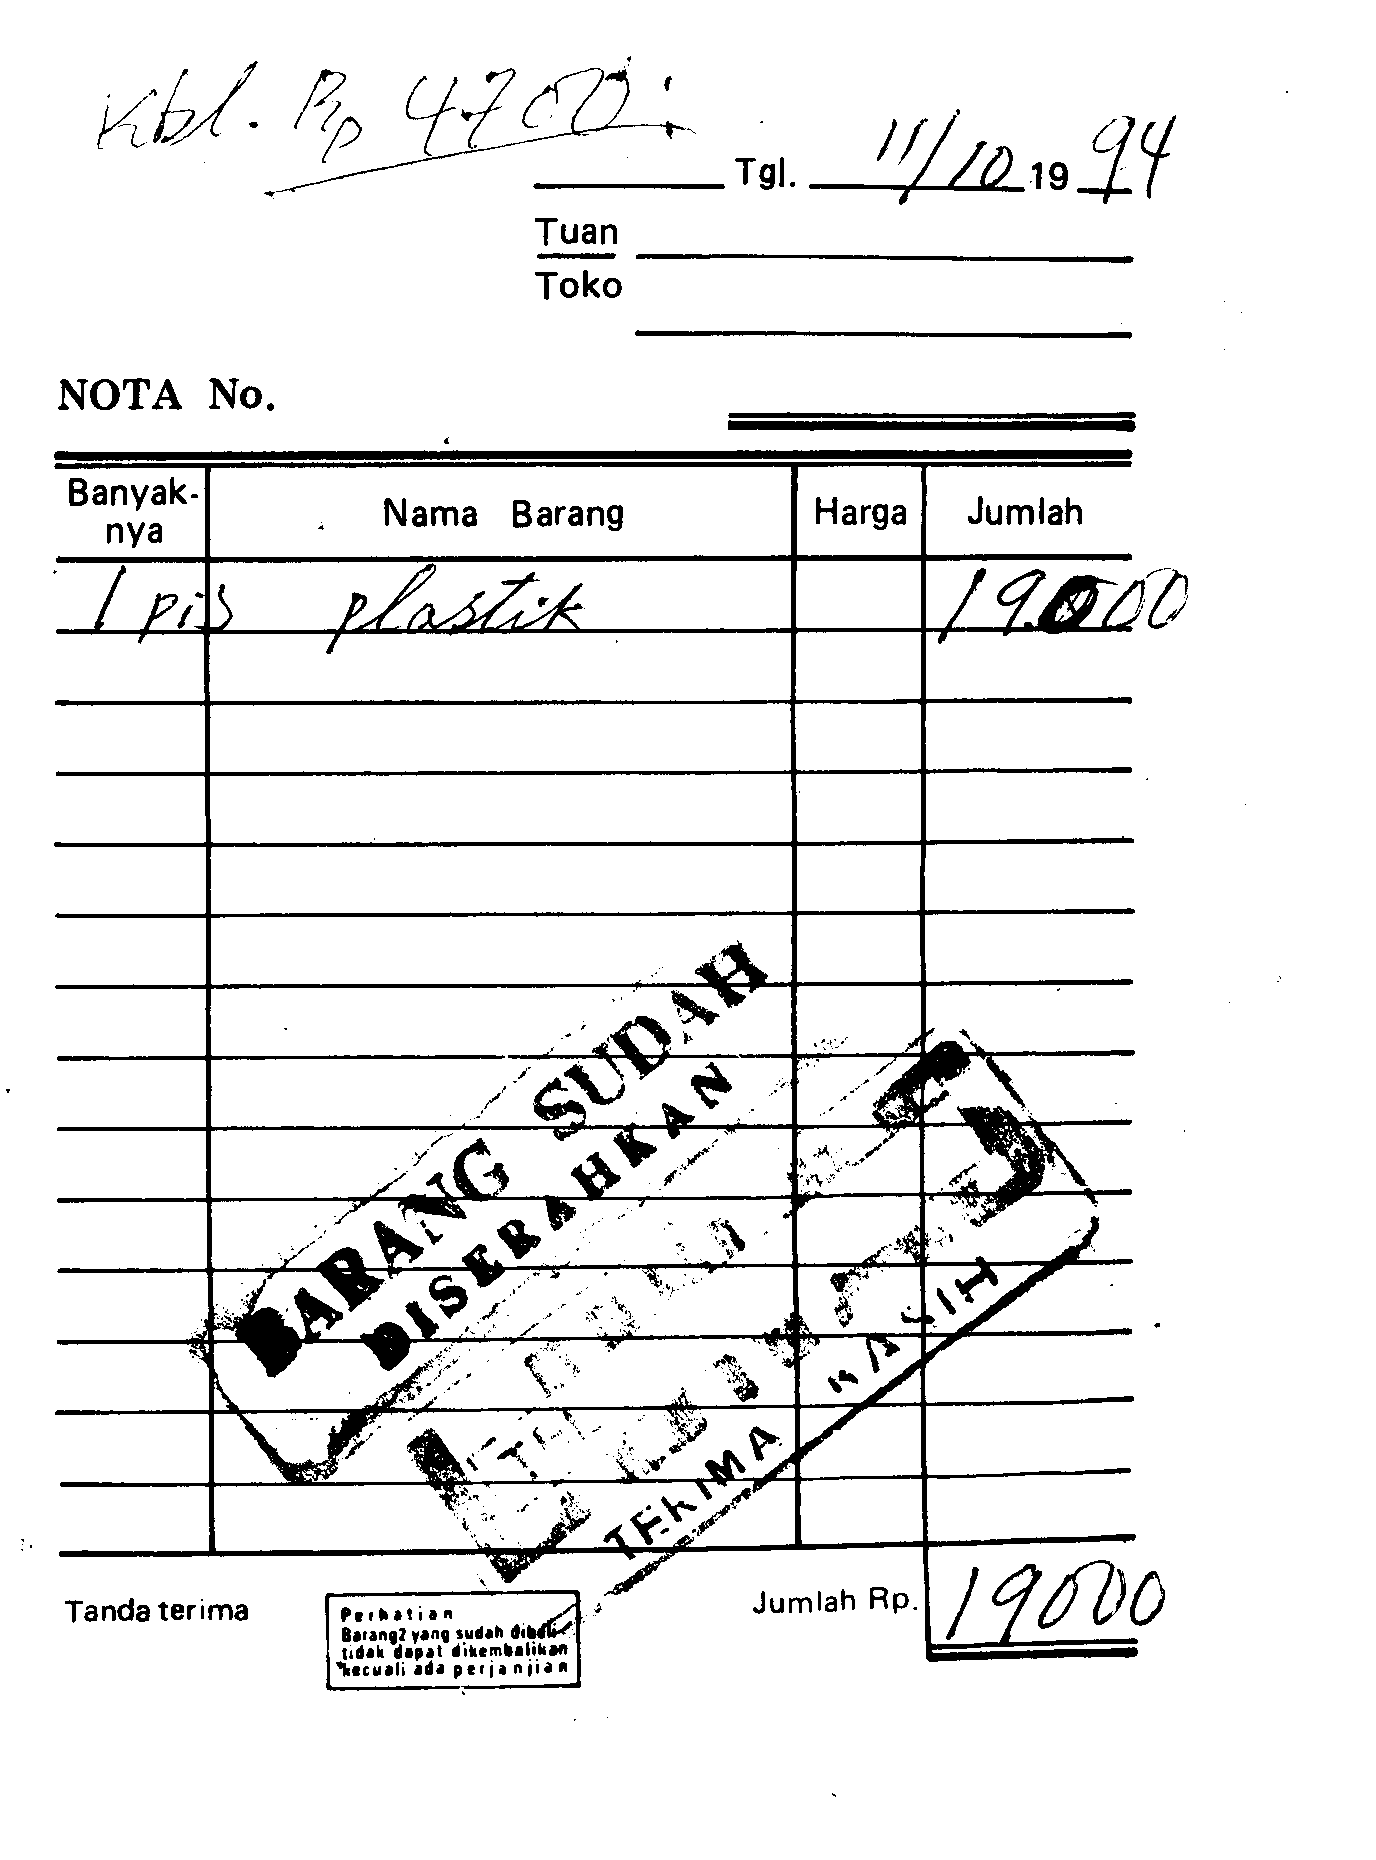 Kbl. Rp 4700
Tgl. 11/10 19 94
Tuan
Toko
NOTA No.
Banyak-
nya
Nama Barang
Harga
Jumlah
1 pis plastik 19.000
BARANG SUDAH
DISERAHKAN
TERIMA KASIH
Tanda terima
Perhatian
Barang2 yang sudah dibeli
tidak dapat dikembalikan
kecuali ada perjanjian
Jumlah Rp. 19000